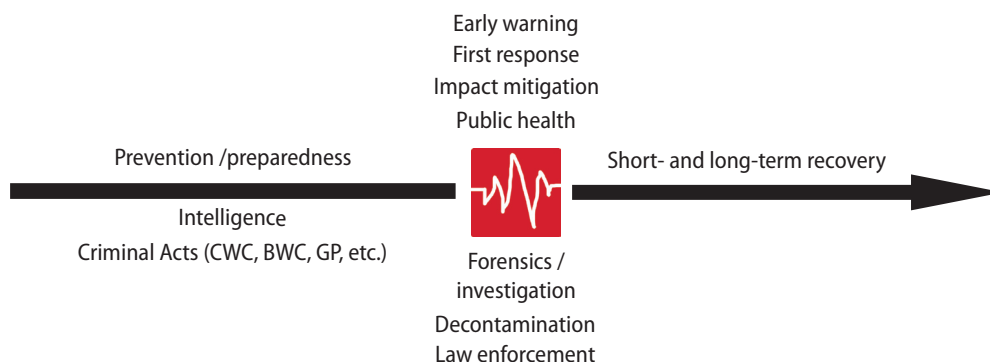 Early warning
First response
Impact mitigation
Public health
Prevention /preparedness
Short- and long-term recovery
Intelligence
Criminal Acts (CWC, BWC, GP, etc.)
Forensics /
investigation
Decontamination
Law enforcement